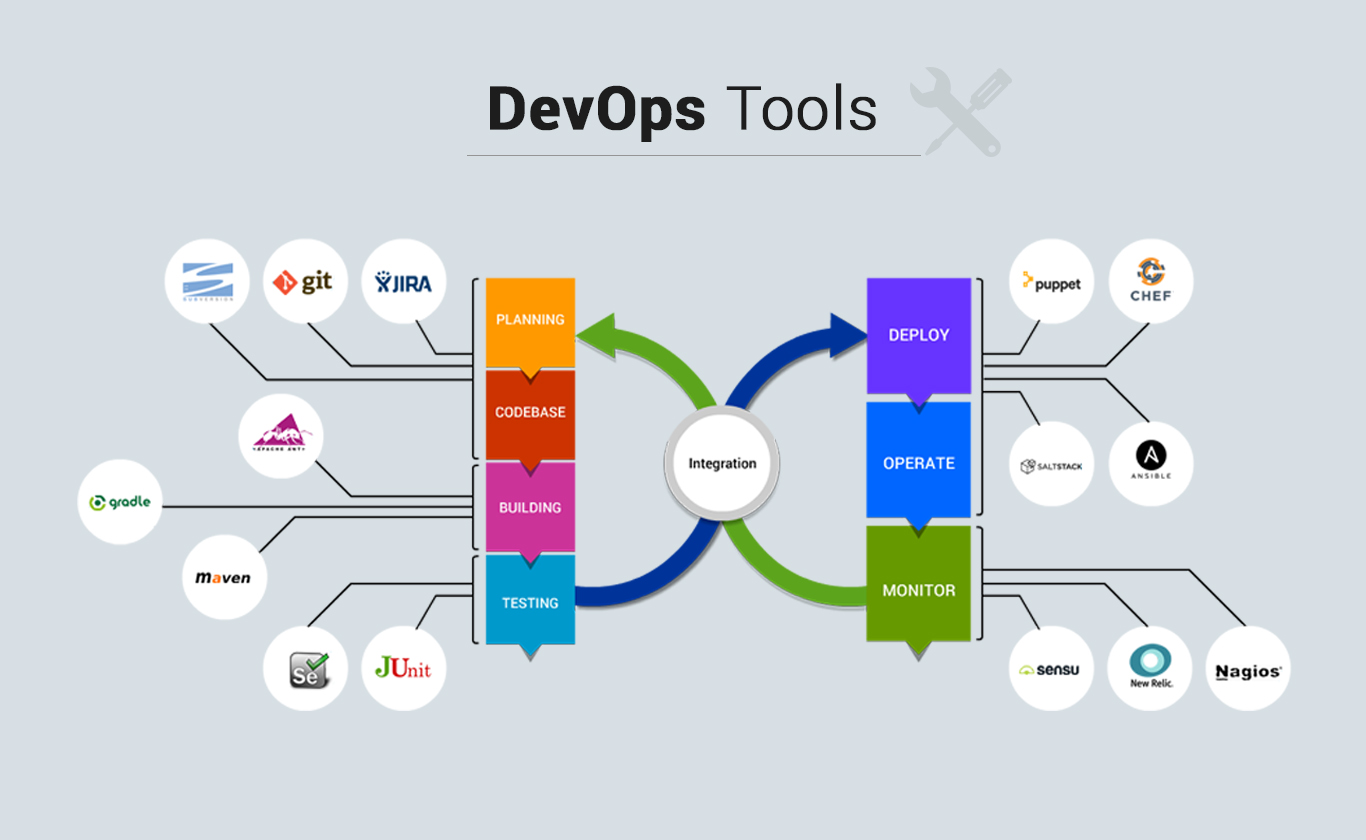 DevOps Tools
SUBVERSION
git
JIRA
PLANNING
CODEBASE
BUILDING
TESTING
APACHE ANT
gradle
maven
Se
JUnit
Integration
DEPLOY
OPERATE
MONITOR
puppet
CHEF
SALTSTACK
ANSIBLE
sensu
New Relic.
Nagios®